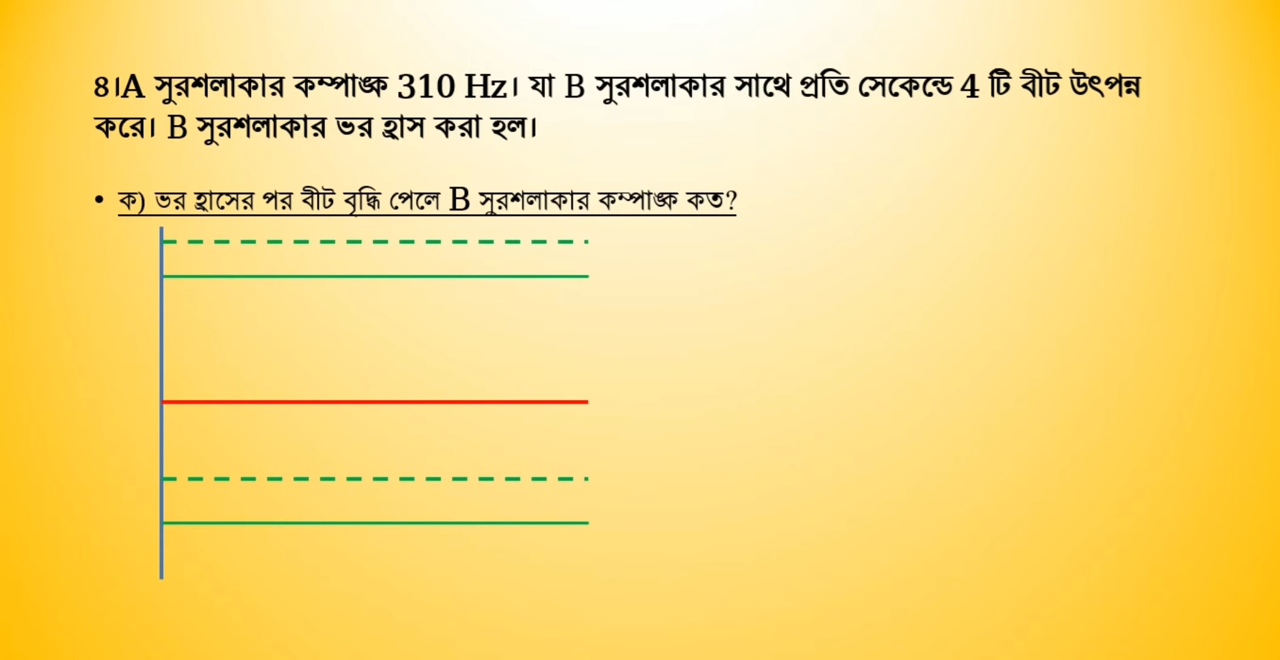 ৪।A সুরশলাকার কম্পাঙ্ক 310 Hz। যা B সুরশলাকার সাথে প্রতি সেকেন্ডে 4 টি বীট উৎপন্ন
করে। B সুরশলাকার ভর হ্রাস করা হল।
• ক) ভর হ্রাসের পর বীট বৃদ্ধি পেলে B সুরশলাকার কম্পাঙ্ক কত?